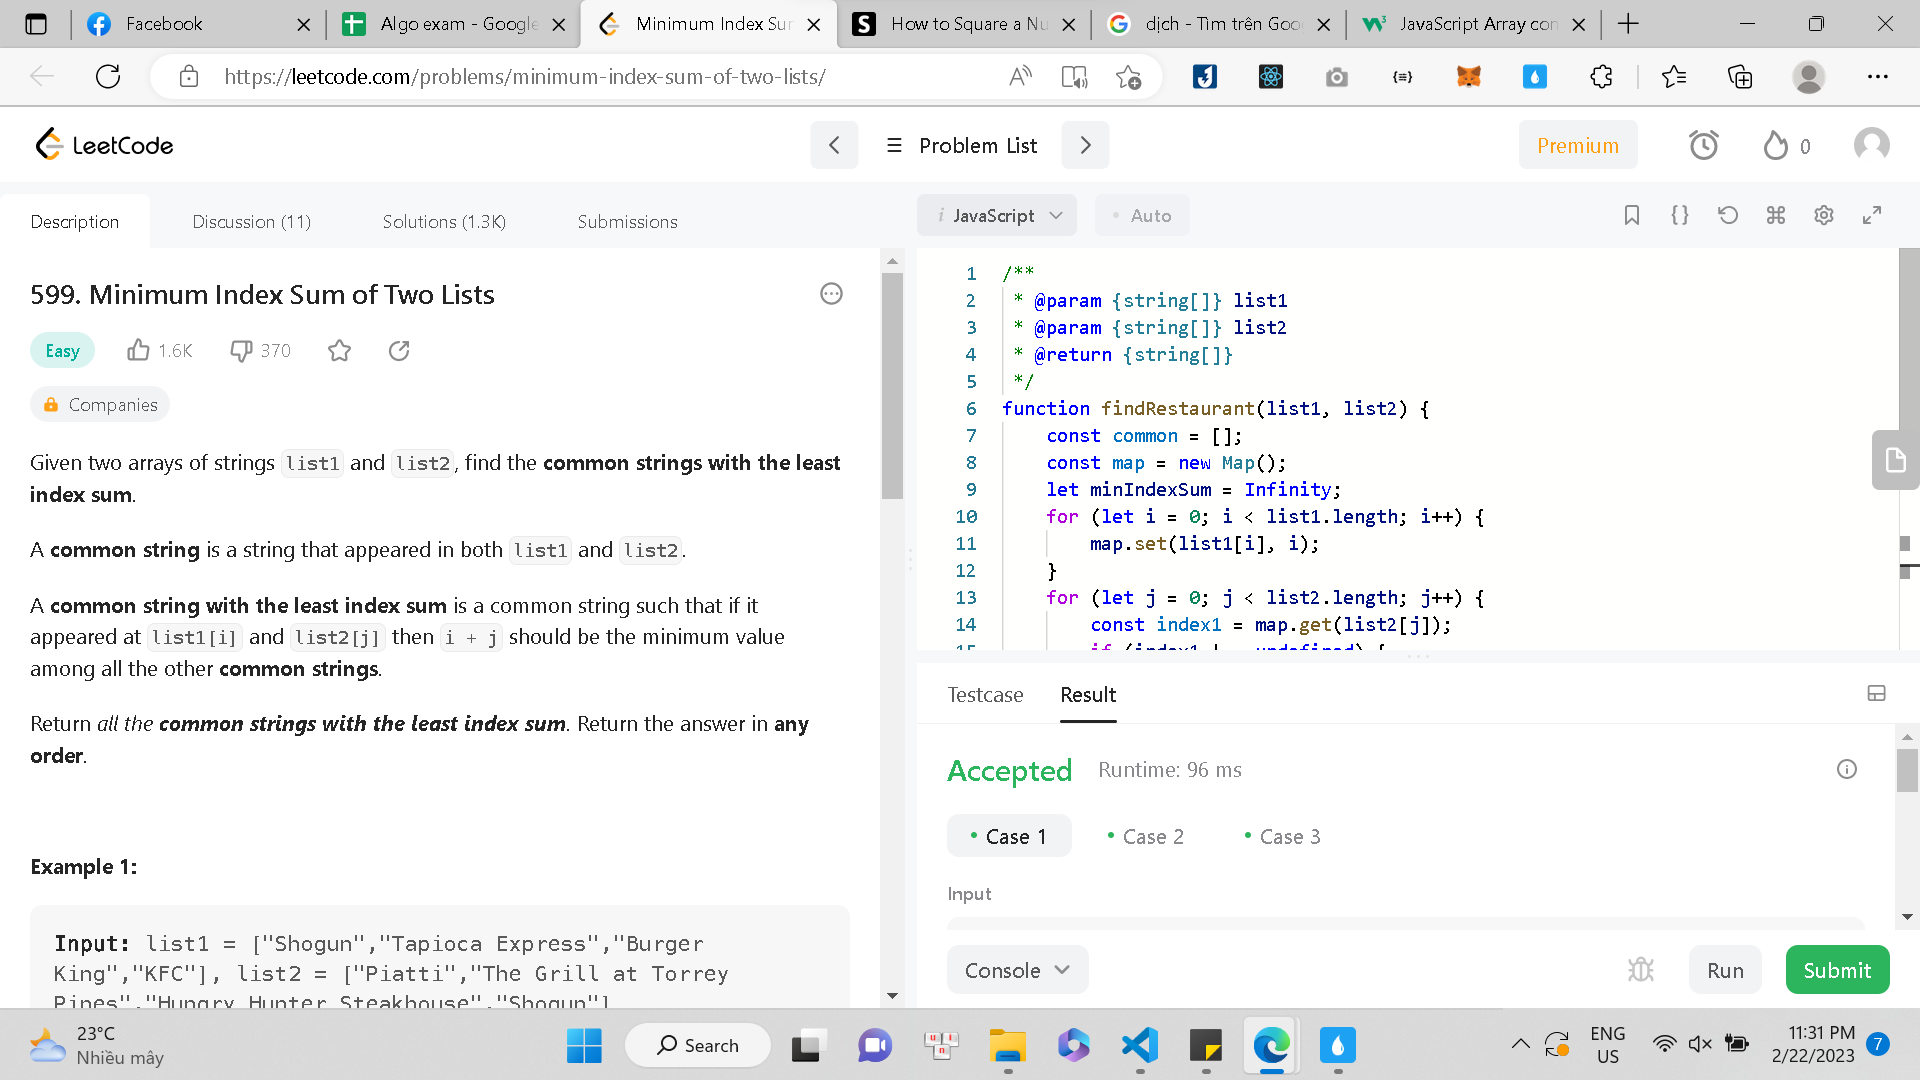 Facebook
Algo exam - Google
Minimum Index Sum
How to Square a Nu
dịch - Tìm trên Goo
JavaScript Array con
https://leetcode.com/problems/minimum-index-sum-of-two-lists/
LeetCode
Problem List
Premium
0
Description
Discussion (11)
Solutions (1.3K)
Submissions
i JavaScript
• Auto
599. Minimum Index Sum of Two Lists
Easy
1.6K
370
Companies
Given two arrays of strings list1 and list2, find the common strings with the least
index sum.
A common string is a string that appeared in both list1 and list2.
A common string with the least index sum is a common string such that if it
appeared at list1[i] and list2[j] then i + j should be the minimum value
among all the other common strings.
Return all the common strings with the least index sum. Return the answer in any
order.
Example 1:
Input: list1 = ["Shogun","Tapioca Express","Burger
King","KFC"], list2 = ["Piatti","The Grill at Torrey
Pines","Hungry Hunter Steakhouse","Shogun"]
1 /**
2 * @param {string[]} list1
3 * @param {string[]} list2
4 * @return {string[]}
5 */
6 function findRestaurant(list1, list2) {
7 const common = [];
8 const map = new Map();
9 let minIndexSum = Infinity;
10 for (let i = 0; i < list1.length; i++) {
11 map.set(list1[i], i);
12 }
13 for (let j = 0; j < list2.length; j++) {
14 const index1 = map.get(list2[j]);
15 if (index1 !== undefined) {
Testcase
Result
Accepted
Runtime: 96 ms
• Case 1
• Case 2
• Case 3
Input
Console
Run
Submit
23°C
Nhiều mây
Search
ENG
US
11:31 PM
2/22/2023
7